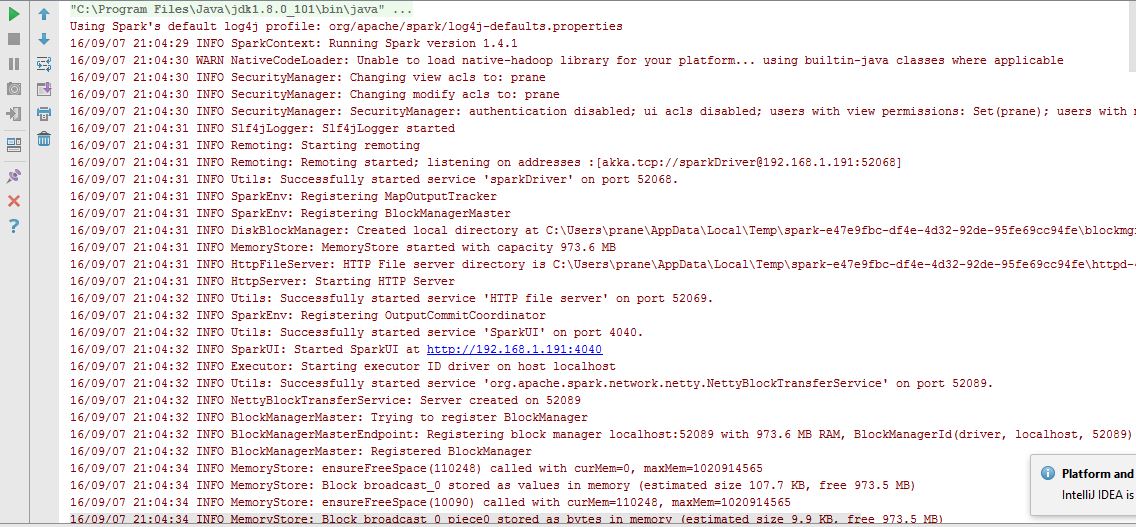 "C:\Program Files\Java\jdk1.8.0_101\bin\java" ...
Using Spark's default log4j profile: org/apache/spark/log4j-defaults.properties
16/09/07 21:04:29 INFO SparkContext: Running Spark version 1.4.1
16/09/07 21:04:30 WARN NativeCodeLoader: Unable to load native-hadoop library for your platform... using builtin-java classes where applicable
16/09/07 21:04:30 INFO SecurityManager: Changing view acls to: prane
16/09/07 21:04:30 INFO SecurityManager: Changing modify acls to: prane
16/09/07 21:04:30 INFO SecurityManager: SecurityManager: authentication disabled; ui acls disabled; users with view permissions: Set(prane); users with
16/09/07 21:04:31 INFO Slf4jLogger: Slf4jLogger started
16/09/07 21:04:31 INFO Remoting: Starting remoting
16/09/07 21:04:31 INFO Remoting: Remoting started; listening on addresses :[akka.tcp://sparkDriver@192.168.1.191:52068]
16/09/07 21:04:31 INFO Utils: Successfully started service 'sparkDriver' on port 52068.
16/09/07 21:04:31 INFO SparkEnv: Registering MapOutputTracker
16/09/07 21:04:31 INFO SparkEnv: Registering BlockManagerMaster
16/09/07 21:04:31 INFO DiskBlockManager: Created local directory at C:\Users\prane\AppData\Local\Temp\spark-e47e9fbc-df4e-4d32-92de-95fe69cc94fe\blockmg
16/09/07 21:04:31 INFO MemoryStore: MemoryStore started with capacity 973.6 MB
16/09/07 21:04:31 INFO HttpFileServer: HTTP File server directory is C:\Users\prane\AppData\Local\Temp\spark-e47e9fbc-df4e-4d32-92de-95fe69cc94fe\httpd-
16/09/07 21:04:31 INFO HttpServer: Starting HTTP Server
16/09/07 21:04:32 INFO Utils: Successfully started service 'HTTP file server' on port 52069.
16/09/07 21:04:32 INFO SparkEnv: Registering OutputCommitCoordinator
16/09/07 21:04:32 INFO Utils: Successfully started service 'SparkUI' on port 4040.
16/09/07 21:04:32 INFO SparkUI: Started SparkUI at http://192.168.1.191:4040
16/09/07 21:04:32 INFO Executor: Starting executor ID driver on host localhost
16/09/07 21:04:32 INFO Utils: Successfully started service 'org.apache.spark.network.netty.NettyBlockTransferService' on port 52089.
16/09/07 21:04:32 INFO NettyBlockTransferService: Server created on 52089
16/09/07 21:04:32 INFO BlockManagerMaster: Trying to register BlockManager
16/09/07 21:04:32 INFO BlockManagerMasterEndpoint: Registering block manager localhost:52089 with 973.6 MB RAM, BlockManagerId(driver, localhost, 52089)
16/09/07 21:04:32 INFO BlockManagerMaster: Registered BlockManager
16/09/07 21:04:34 INFO MemoryStore: ensureFreeSpace(110248) called with curMem=0, maxMem=1020914565
16/09/07 21:04:34 INFO MemoryStore: Block broadcast_0 stored as values in memory (estimated size 107.7 KB, free 973.5 MB)
16/09/07 21:04:34 INFO MemoryStore: ensureFreeSpace(10090) called with curMem=110248, maxMem=1020914565
16/09/07 21:04:34 INFO MemoryStore: Block broadcast_0_piece0 stored as bytes in memory (estimated size 9.9 KB, free 973.5 MB)
Platform and
IntelliJ IDEA is